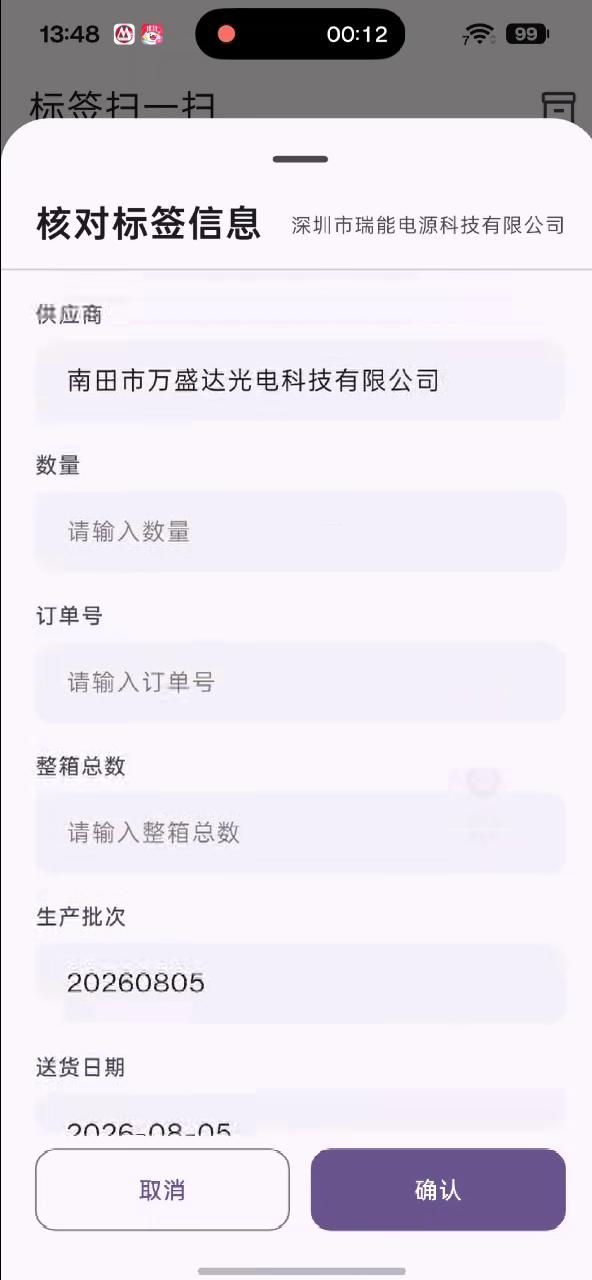 13:48
00:12
99
标签扫一扫
核对标签信息
深圳市瑞能电源科技有限公司
供应商
南田市万盛达光电科技有限公司
数量
请输入数量
订单号
请输入订单号
整箱总数
请输入整箱总数
生产批次
20260805
送货日期
2026-08-05
取消
确认